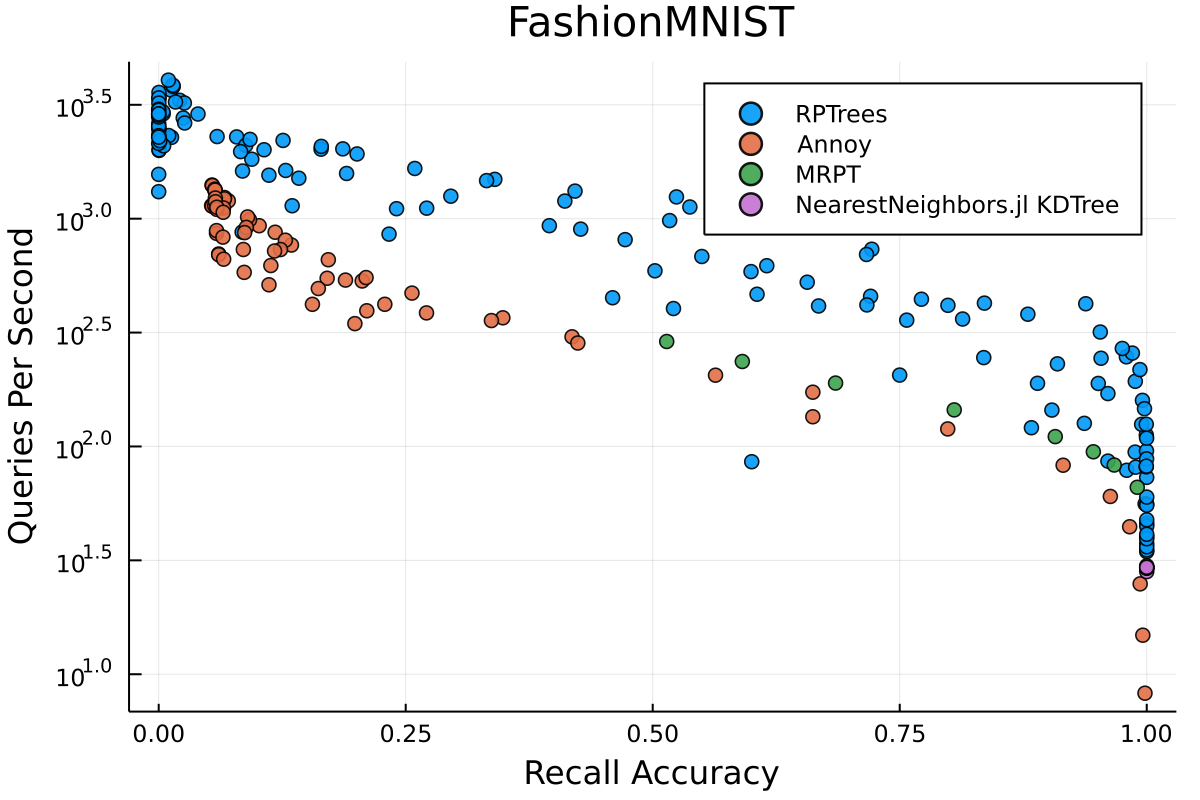 FashionMNIST
RPTrees
Annoy
MRPT
NearestNeighbors.jl KDTree
Queries Per Second
10^3.5
10^3.0
10^2.5
10^2.0
10^1.5
10^1.0
0.00 0.25 0.50 0.75 1.00
Recall Accuracy